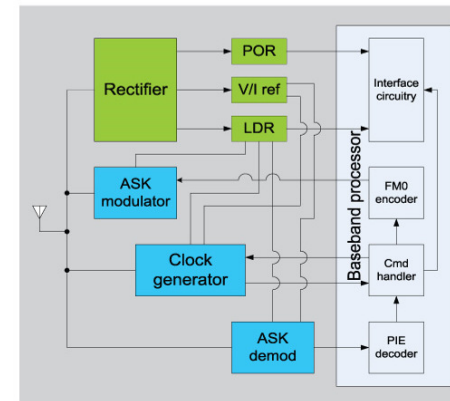 POR
Rectifier
V/I ref
LDR
Interface
circuitry
ASK
modulator
FM0
encoder
Baseband processor
Clock
generator
Cmd
handler
ASK
demod
PIE
decoder